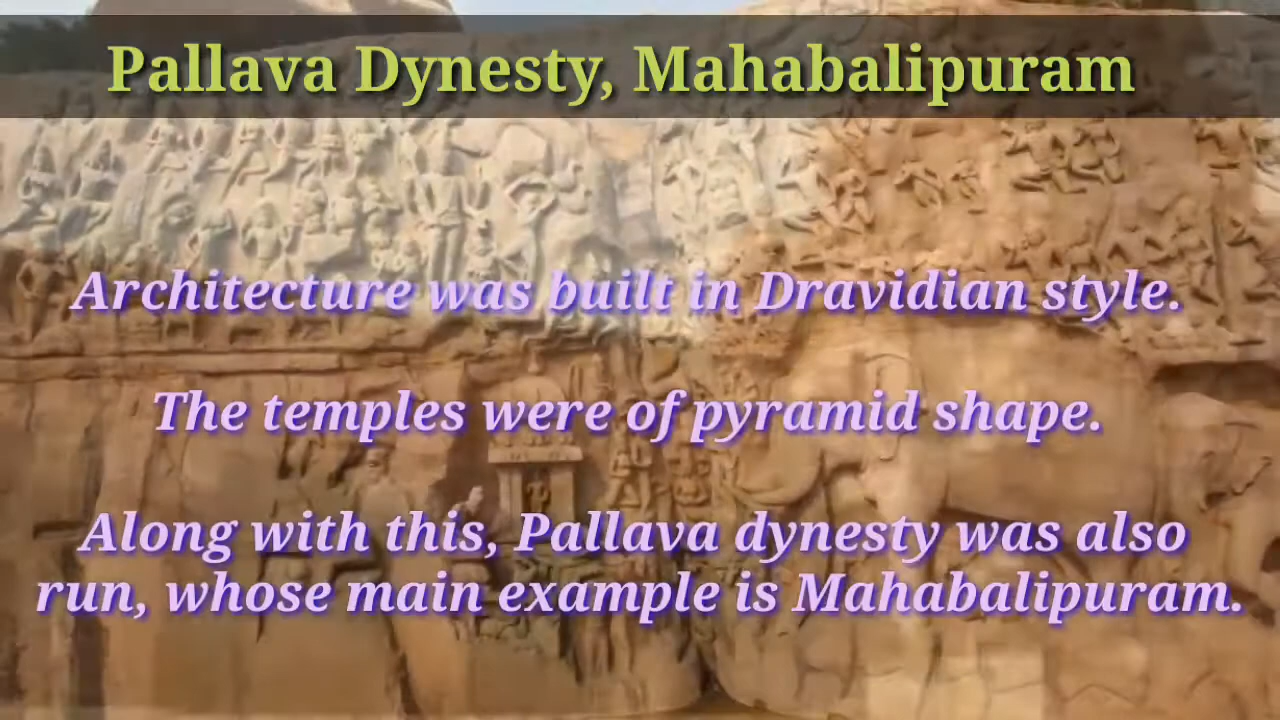 Pallava Dynesty, Mahabalipuram
Architecture was built in Dravidian style.
The temples were of pyramid shape.
Along with this, Pallava dynesty was also
run, whose main example is Mahabalipuram.